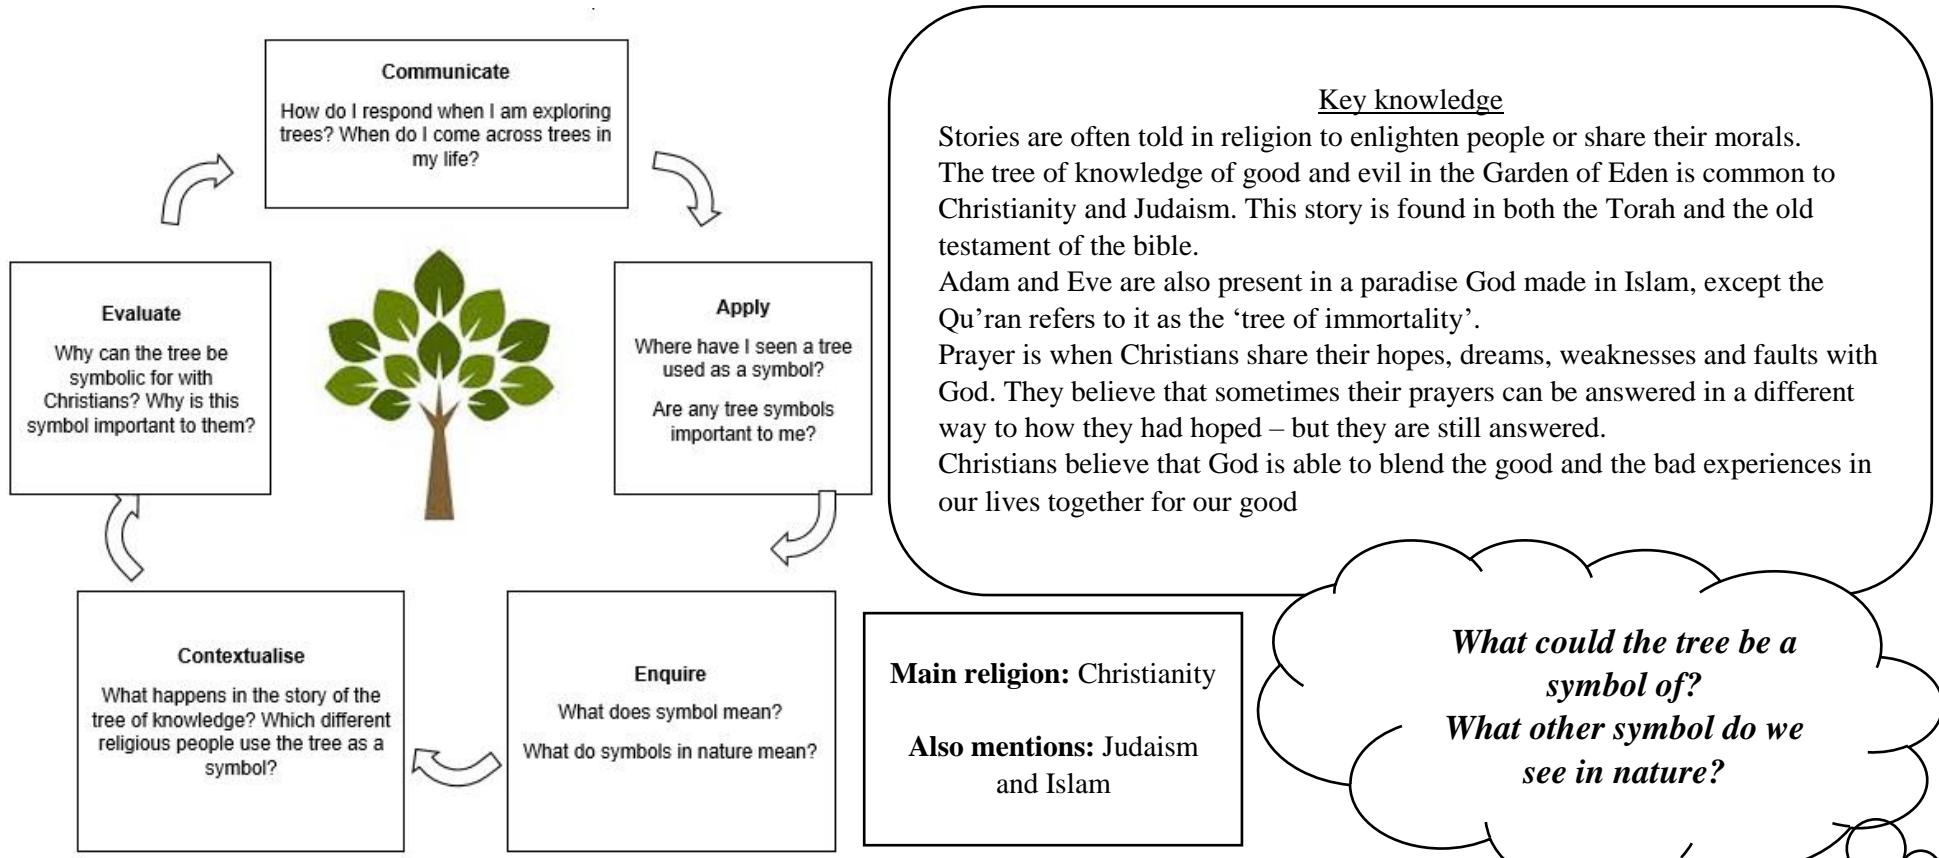 Communicate
How do I respond when I am exploring
trees? When do I come across trees in
my life?
Apply
Where have I seen a tree
used as a symbol?
Are any tree symbols
important to me?
Enquire
What does symbol mean?
What do symbols in nature mean?
Contextualise
What happens in the story of the
tree of knowledge? Which different
religious people use the tree as a
symbol?
Evaluate
Why can the tree be
symbolic for with
Christians? Why is this
symbol important to them?
Key knowledge
Stories are often told in religion to enlighten people or share their morals.
The tree of knowledge of good and evil in the Garden of Eden is common to
Christianity and Judaism. This story is found in both the Torah and the old
testament of the bible.
Adam and Eve are also present in a paradise God made in Islam, except the
Qu’ran refers to it as the ‘tree of immortality’.
Prayer is when Christians share their hopes, dreams, weaknesses and faults with
God. They believe that sometimes their prayers can be answered in a different
way to how they had hoped – but they are still answered.
Christians believe that God is able to blend the good and the bad experiences in
our lives together for our good
Main religion: Christianity
Also mentions: Judaism
and Islam
What could the tree be a
symbol of?
What other symbol do we
see in nature?